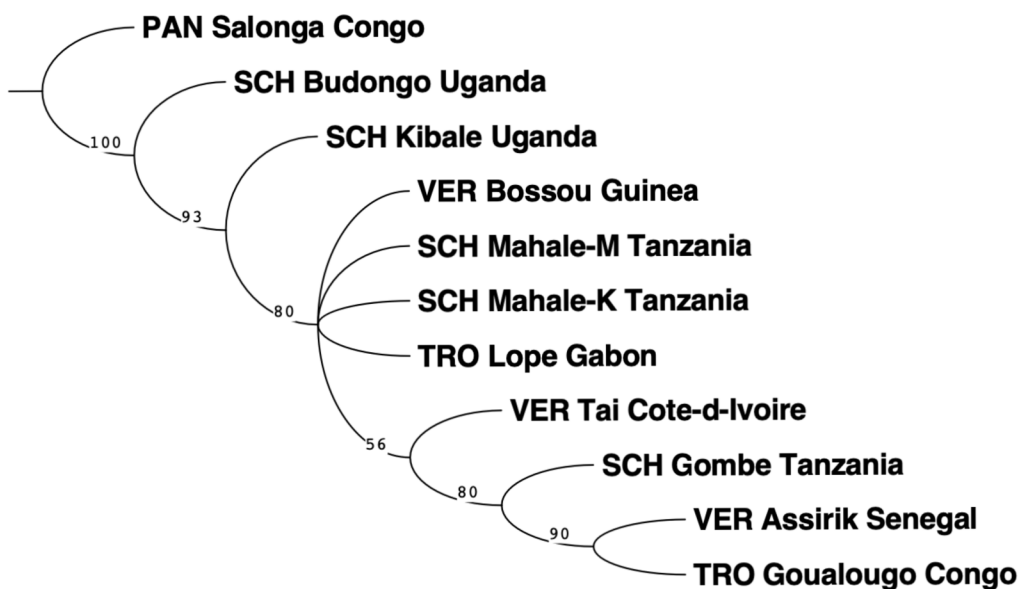 PAN Salonga Congo
SCH Budongo Uganda
100
SCH Kibale Uganda
VER Bossou Guinea
93
SCH Mahale-M Tanzania
SCH Mahale-K Tanzania
80
TRO Lope Gabon
VER Tai Cote-d-Ivoire
56
SCH Gombe Tanzania
80
VER Assirik Senegal
90
TRO Goualougo Congo